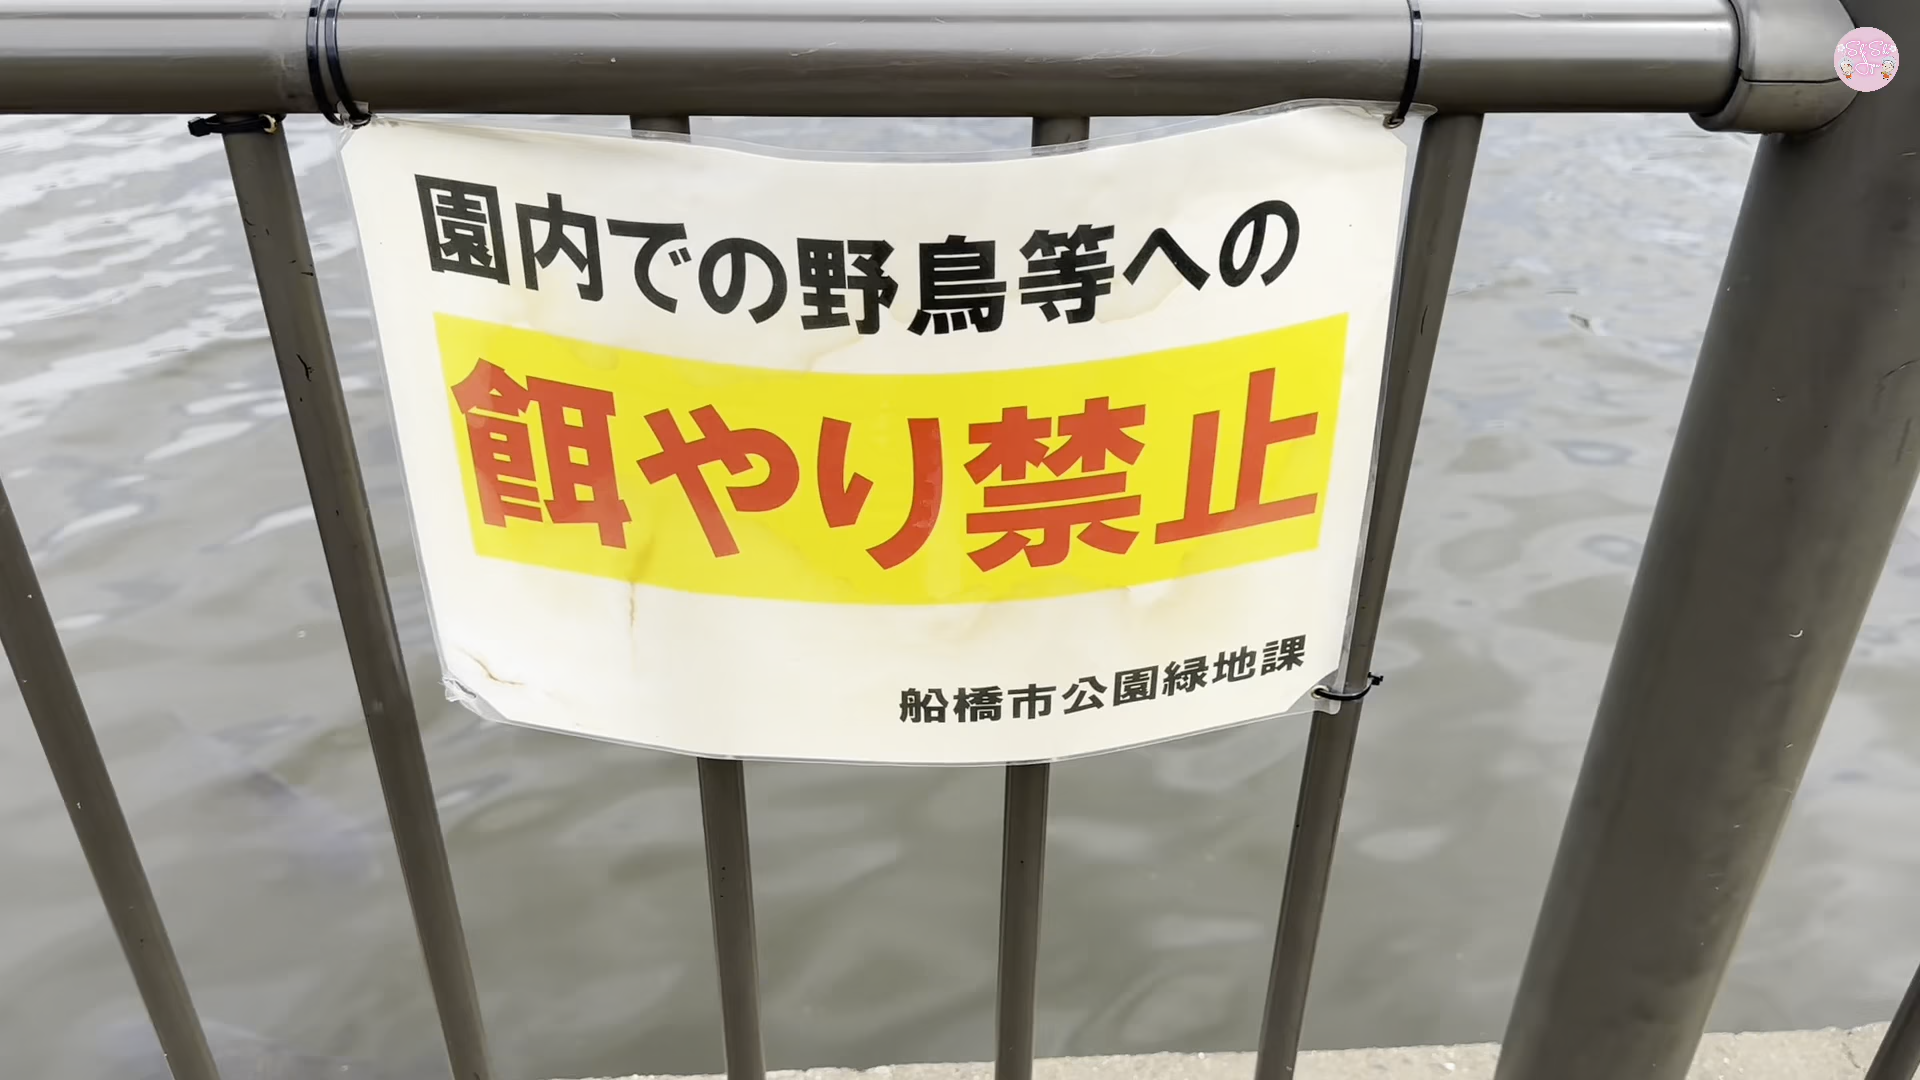 園内での野鳥等への
餌やり禁止
船橋市公園緑地課